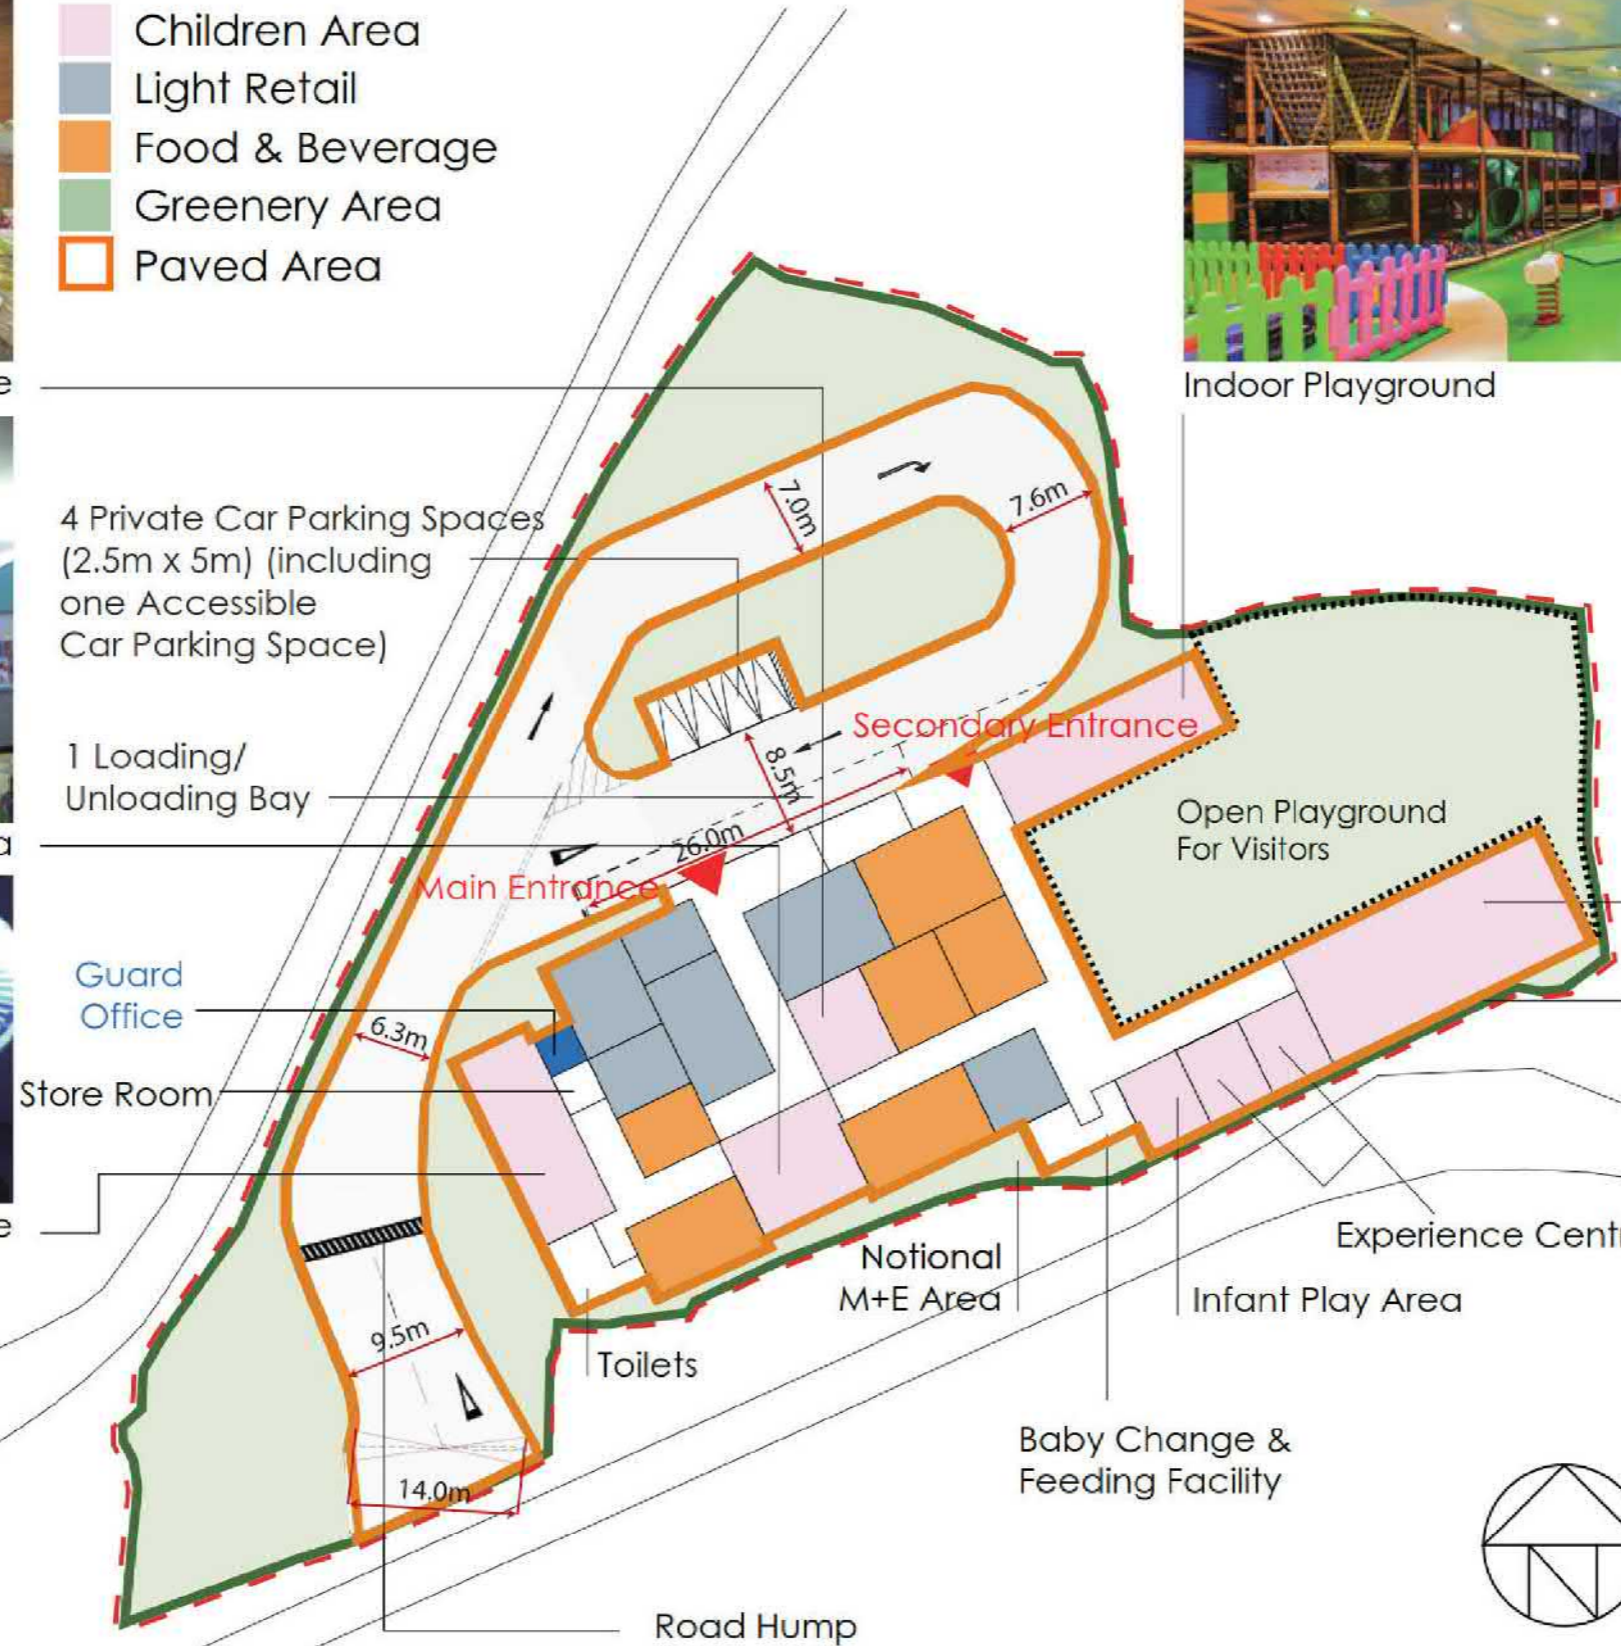 Children Area
Light Retail
Food & Beverage
Greenery Area
Paved Area
Indoor Playground
4 Private Car Parking Spaces
(2.5m x 5m) (including
one Accessible
Car Parking Space)
7.0m
7.6m
1 Loading/
Unloading Bay
Secondary Entrance
8.5m
26.0m
Open Playground
For Visitors
Main Entrance
Guard
Office
6.3m
Store Room
Notional
M+E Area
Experience Cent
Infant Play Area
9.5m
Toilets
Baby Change &
Feeding Facility
14.0m
Road Hump
N